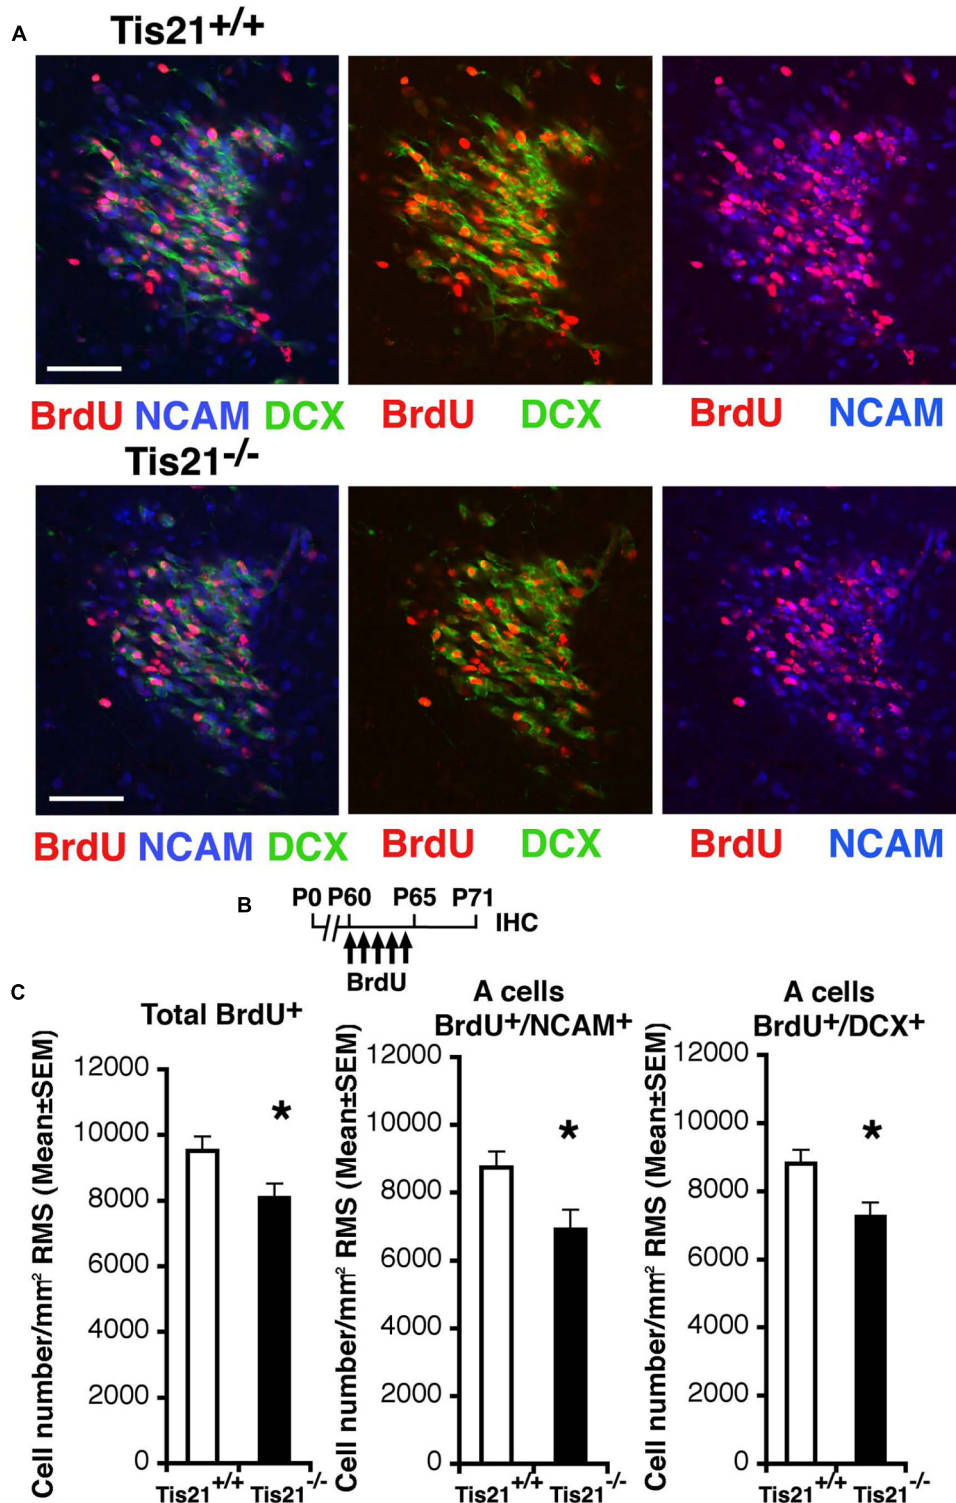 A
Tis21+/+
BrdU NCAM DCX
BrdU DCX
BrdU NCAM
Tis21-/-
BrdU NCAM DCX
BrdU DCX
BrdU NCAM
B
P0 P60 P65 P71
IHC
BrdU
C
Total BrdU+
Cell number/mm² RMS (Mean±SEM)
12000
10000
8000
6000
4000
2000
0
*
Tis21+/+ Tis21-/-
A cells
BrdU+/NCAM+
Cell number/mm² RMS (Mean±SEM)
12000
10000
8000
6000
4000
2000
0
*
Tis21+/+ Tis21-/-
A cells
BrdU+/DCX+
Cell number/mm² RMS (Mean±SEM)
12000
10000
8000
6000
4000
2000
0
*
Tis21+/+ Tis21-/-